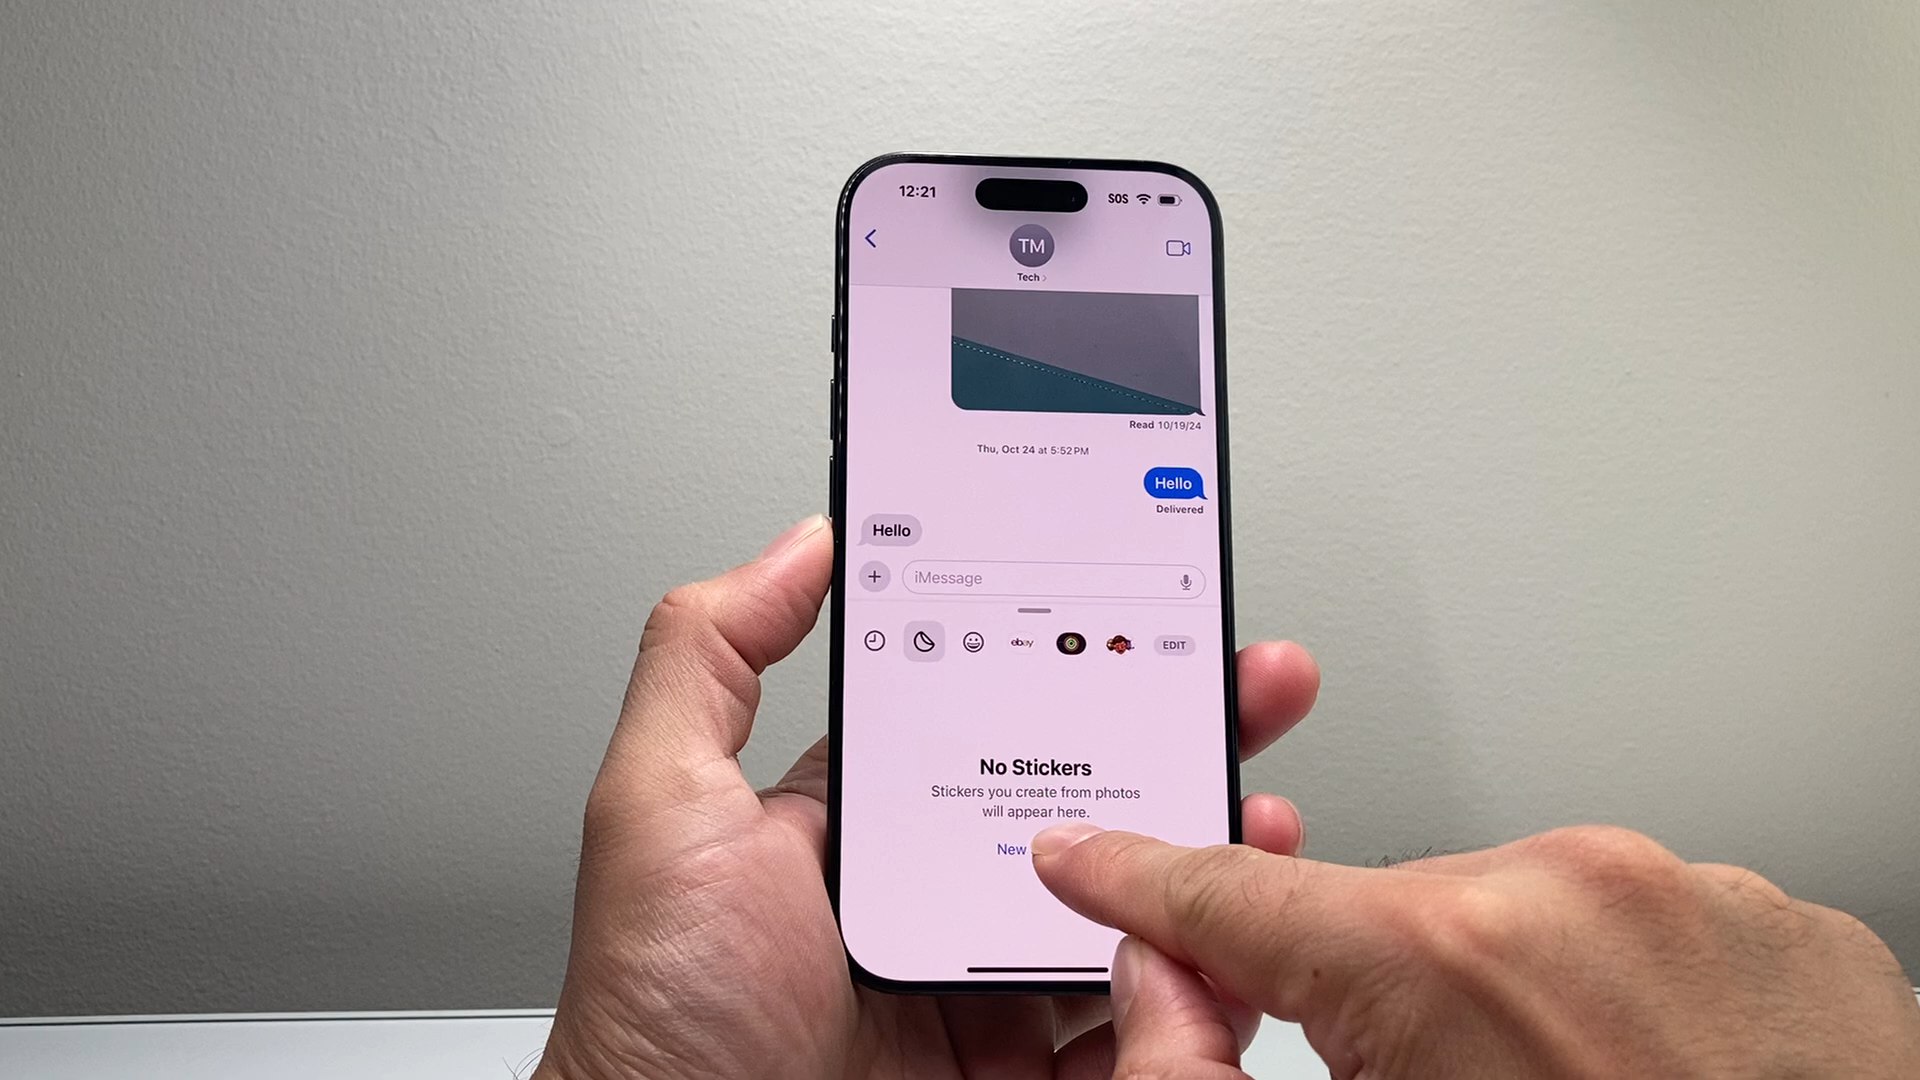 12:21
SOS
TM
Tech
Read 10/19/24
Thu, Oct 24 at 5:52 PM
Hello
Delivered
Hello
iMessage
ebay
EDIT
No Stickers
Stickers you create from photos
will appear here.
New